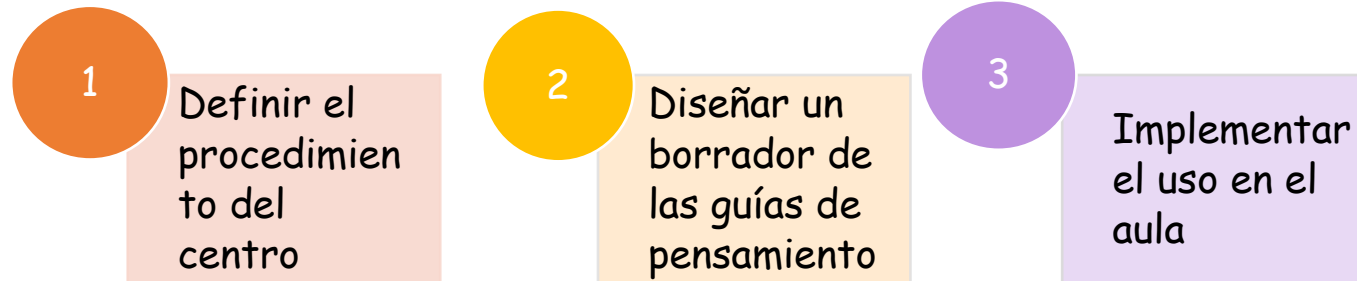 1
Definir el
procedimien
to del
centro
2
Diseñar un
borrador de
las guías de
pensamiento
3
Implementar
el uso en el
aula